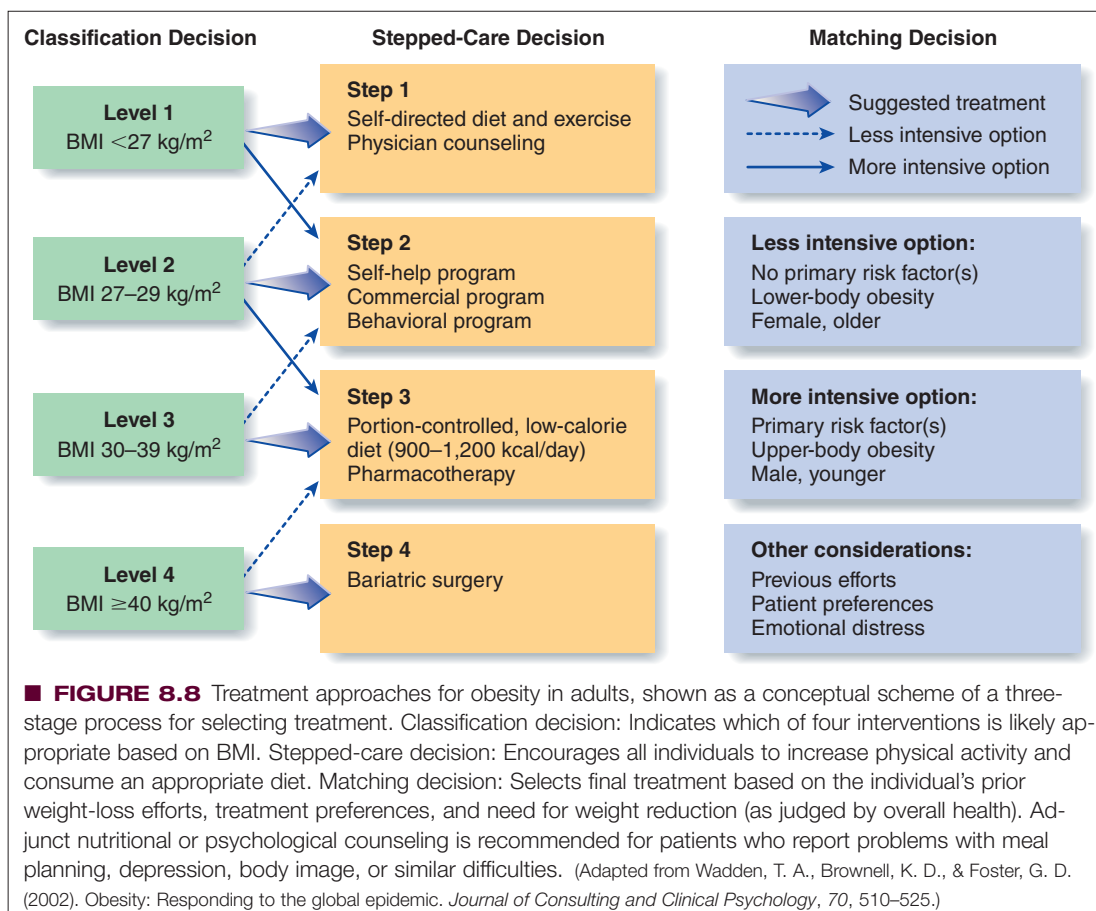 Classification Decision
Stepped-Care Decision
Matching Decision
Level 1
BMI <27 kg/m²
Step 1
Self-directed diet and exercise
Physician counseling
Suggested treatment
Less intensive option
More intensive option
Level 2
BMI 27–29 kg/m²
Step 2
Self-help program
Commercial program
Behavioral program
Less intensive option:
No primary risk factor(s)
Lower-body obesity
Female, older
Level 3
BMI 30–39 kg/m²
Step 3
Portion-controlled, low-calorie
diet (900–1,200 kcal/day)
Pharmacotherapy
More intensive option:
Primary risk factor(s)
Upper-body obesity
Male, younger
Level 4
BMI ≥40 kg/m²
Step 4
Bariatric surgery
Other considerations:
Previous efforts
Patient preferences
Emotional distress
■ FIGURE 8.8 Treatment approaches for obesity in adults, shown as a conceptual scheme of a three-
stage process for selecting treatment. Classification decision: Indicates which of four interventions is likely ap-
propriate based on BMI. Stepped-care decision: Encourages all individuals to increase physical activity and
consume an appropriate diet. Matching decision: Selects final treatment based on the individual's prior
weight-loss efforts, treatment preferences, and need for weight reduction (as judged by overall health). Ad-
junct nutritional or psychological counseling is recommended for patients who report problems with meal
planning, depression, body image, or similar difficulties. (Adapted from Wadden, T. A., Brownell, K. D., & Foster, G. D.
(2002). Obesity: Responding to the global epidemic. Journal of Consulting and Clinical Psychology, 70, 510–525.)